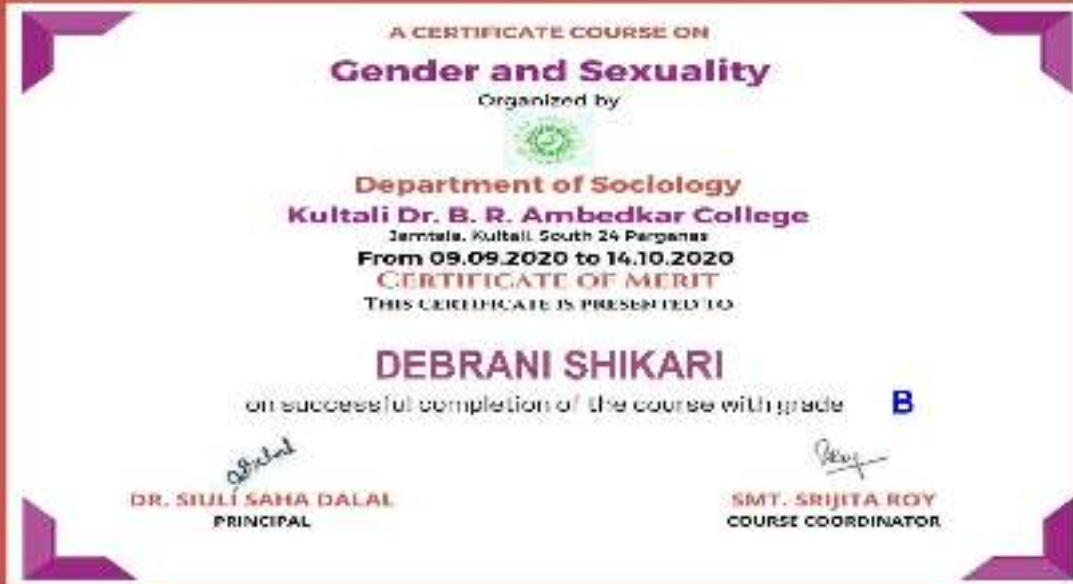 A CERTIFICATE COURSE ON
Gender and Sexuality
Organized by
Department of Sociology
Kultali Dr. B. R. Ambedkar College
Jamtala, Kultali, South 24 Parganas
From 09.09.2020 to 14.10.2020
CERTIFICATE OF MERIT
THIS CERTIFICATE IS PRESENTED TO
DEBRANI SHIKARI
on successful completion of the course with grade B
DR. SIULI SAHA DALAL
PRINCIPAL
SMT. SRIJITA ROY
COURSE COORDINATOR